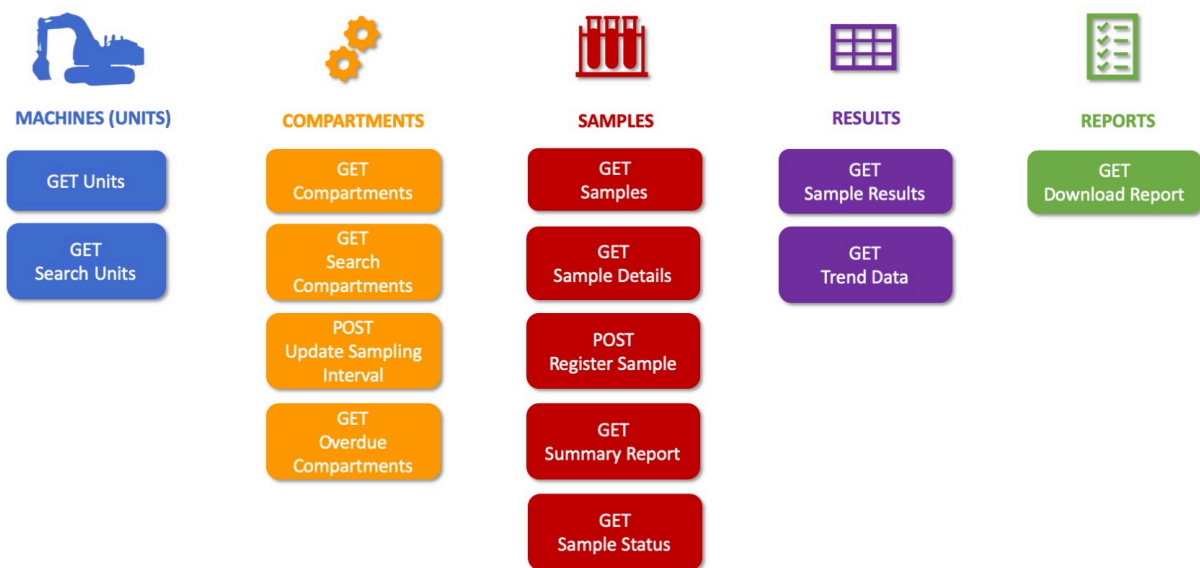 MACHINES (UNITS)
GET Units
GET
Search Units
COMPARTMENTS
GET
Compartments
GET
Search
Compartments
POST
Update Sampling
Interval
GET
Overdue
Compartments
SAMPLES
GET
Samples
GET
Sample Details
POST
Register Sample
GET
Summary Report
GET
Sample Status
RESULTS
GET
Sample Results
GET
Trend Data
REPORTS
GET
Download Report